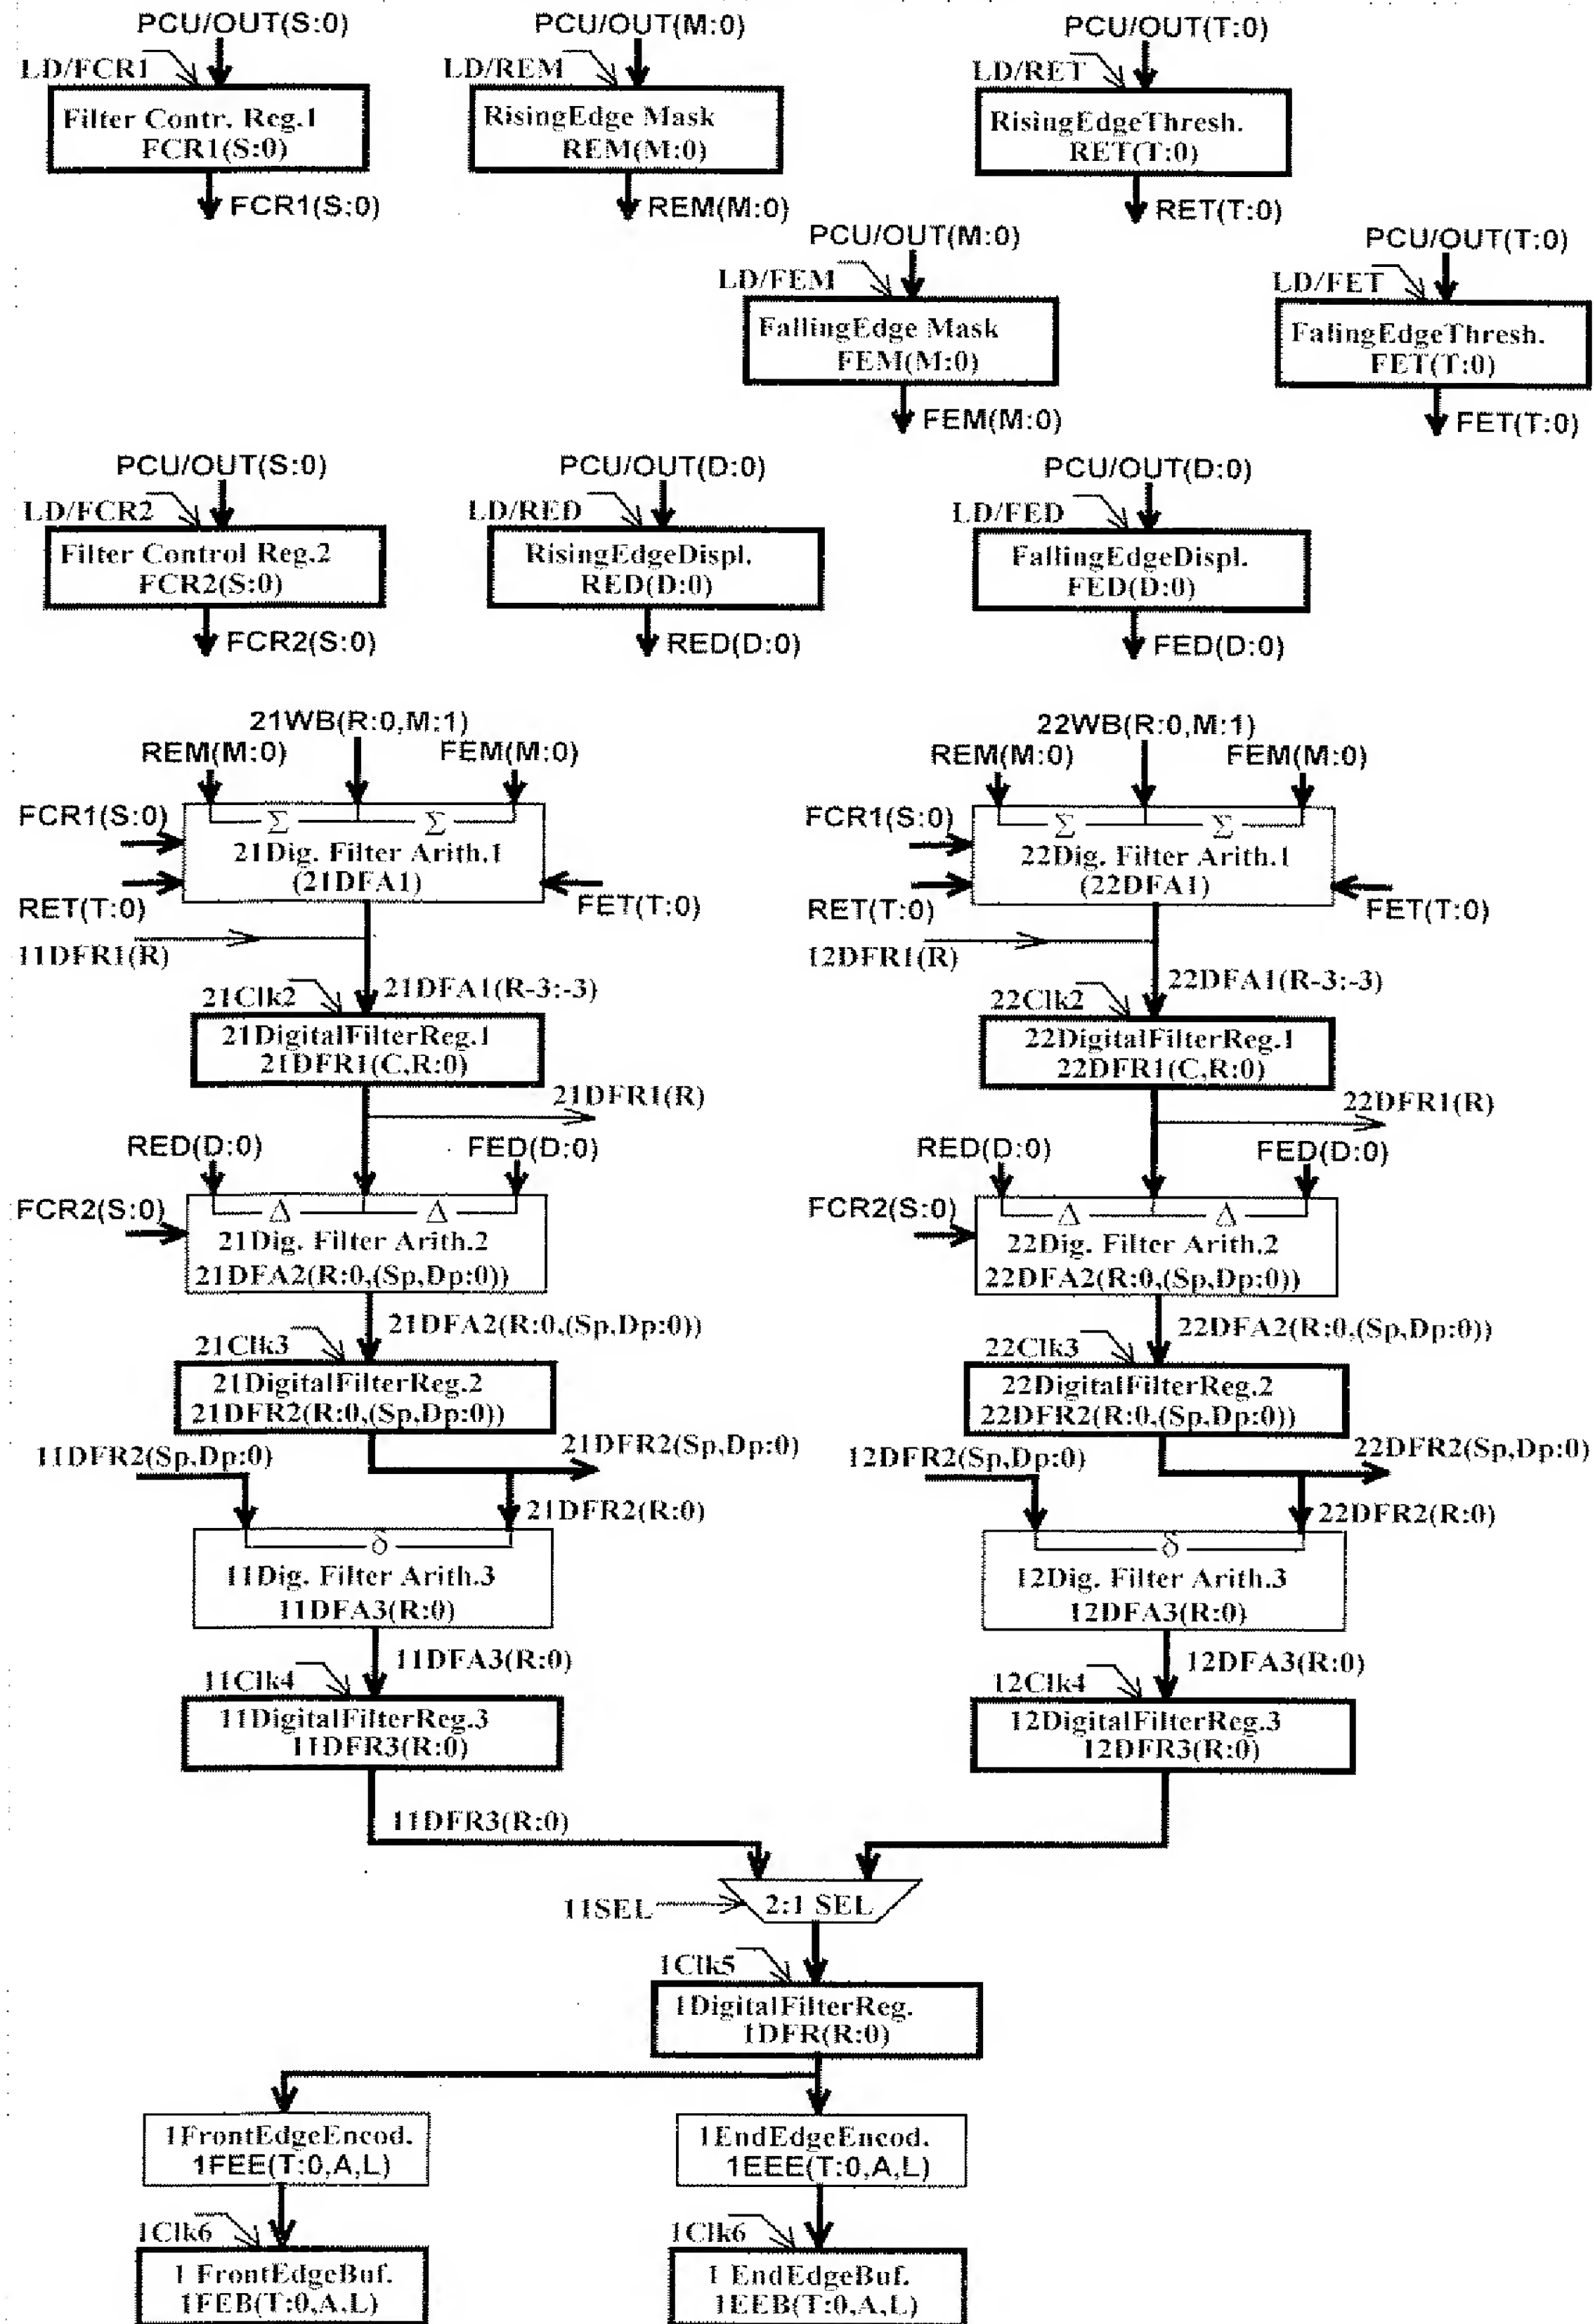 PCU/OUT(S:0)
PCU/OUT(M:0)
PCU/OUT(T:0)
LD/FCR1
LD/REM
LD/RET
Filter Contr. Reg.1
FCR1(S:0)
RisingEdge Mask
REM(M:0)
RisingEdgeThresh.
RET(T:0)
FCR1(S:0)
REM(M:0)
RET(T:0)
PCU/OUT(M:0)
PCU/OUT(T:0)
LD/FEM
LD/FET
FallingEdge Mask
FEM(M:0)
FalingEdgeThresh.
FET(T:0)
FEM(M:0)
FET(T:0)
PCU/OUT(S:0)
PCU/OUT(D:0)
PCU/OUT(D:0)
LD/FCR2
LD/RED
LD/FED
Filter Control Reg.2
FCR2(S:0)
RisingEdgeDispl.
RED(D:0)
FallingEdgeDispl.
FED(D:0)
FCR2(S:0)
RED(D:0)
FED(D:0)
21WB(R:0,M:1)
REM(M:0)
FEM(M:0)
FCR1(S:0)
Σ
Σ
21Dig. Filter Arith.1
(21DFA1)
RET(T:0)
FET(T:0)
11DFR1(R)
21Clk2
21DFA1(R-3:-3)
21DigitalFilterReg.1
21DFR1(C,R:0)
21DFR1(R)
RED(D:0)
FED(D:0)
FCR2(S:0)
Δ
Δ
21Dig. Filter Arith.2
21DFA2(R:0,(Sp,Dp:0))
21DFA2(R:0,(Sp,Dp:0))
21Clk3
21DigitalFilterReg.2
21DFR2(R:0,(Sp,Dp:0))
11DFR2(Sp,Dp:0)
21DFR2(Sp,Dp:0)
21DFR2(R:0)
δ
11Dig. Filter Arith.3
11DFA3(R:0)
11DFA3(R:0)
11Clk4
11DigitalFilterReg.3
11DFR3(R:0)
11DFR3(R:0)
22WB(R:0,M:1)
REM(M:0)
FEM(M:0)
FCR1(S:0)
Σ
Σ
22Dig. Filter Arith.1
(22DFA1)
RET(T:0)
FET(T:0)
12DFR1(R)
22Clk2
22DFA1(R-3:-3)
22DigitalFilterReg.1
22DFR1(C,R:0)
22DFR1(R)
RED(D:0)
FED(D:0)
FCR2(S:0)
Δ
Δ
22Dig. Filter Arith.2
22DFA2(R:0,(Sp,Dp:0))
22DFA2(R:0,(Sp,Dp:0))
22Clk3
22DigitalFilterReg.2
22DFR2(R:0,(Sp,Dp:0))
12DFR2(Sp,Dp:0)
22DFR2(Sp,Dp:0)
22DFR2(R:0)
δ
12Dig. Filter Arith.3
12DFA3(R:0)
12DFA3(R:0)
12Clk4
12DigitalFilterReg.3
12DFR3(R:0)
11SEL
2:1 SEL
1Clk5
1DigitalFilterReg.
1DFR(R:0)
1FrontEdgeEncod.
1FEE(T:0,A,L)
1EndEdgeEncod.
1EEE(T:0,A,L)
1Clk6
1Clk6
1 FrontEdgeBuf.
1FEB(T:0,A,L)
1 EndEdgeBuf.
1EEB(T:0,A,L)